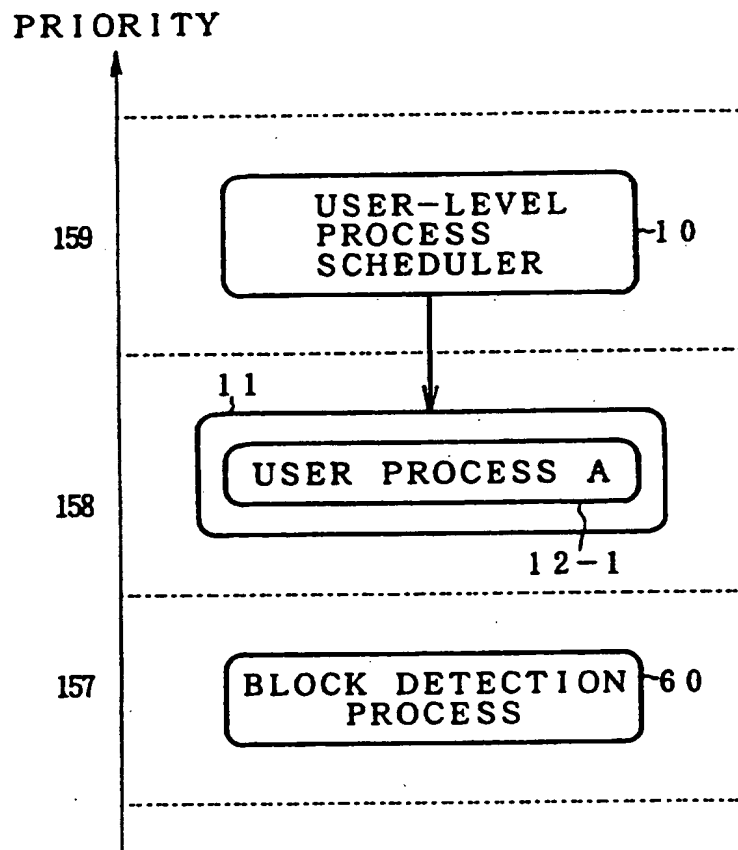 PRIORITY
159
USER-LEVEL
PROCESS
SCHEDULER
10
11
USER PROCESS A
158
12-1
157
BLOCK DETECTION
PROCESS
60